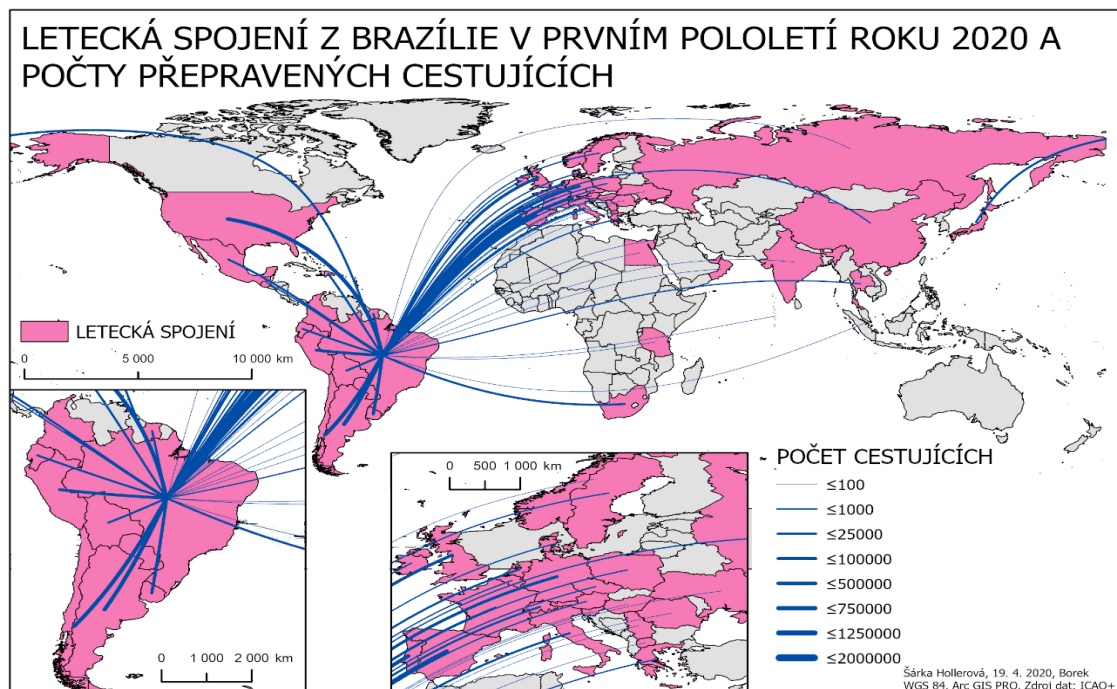 LETECKÁ SPOJENÍ Z BRAZÍLIE V PRVNÍM POLOLETÍ ROKU 2020 A
POČTY PŘEPRAVENÝCH CESTUJÍCÍCH
LETECKÁ SPOJENÍ
0 5 000 10 000 km
0 500 1 000 km
0 1 000 2 000 km
POČET CESTUJÍCÍCH
≤100
≤1000
≤25000
≤100000
≤500000
≤750000
≤1250000
≤2000000
Šárka Hollerová, 19. 4. 2020, Borek
WGS 84, Arc GIS PRO, Zdroj dat: ICAO+